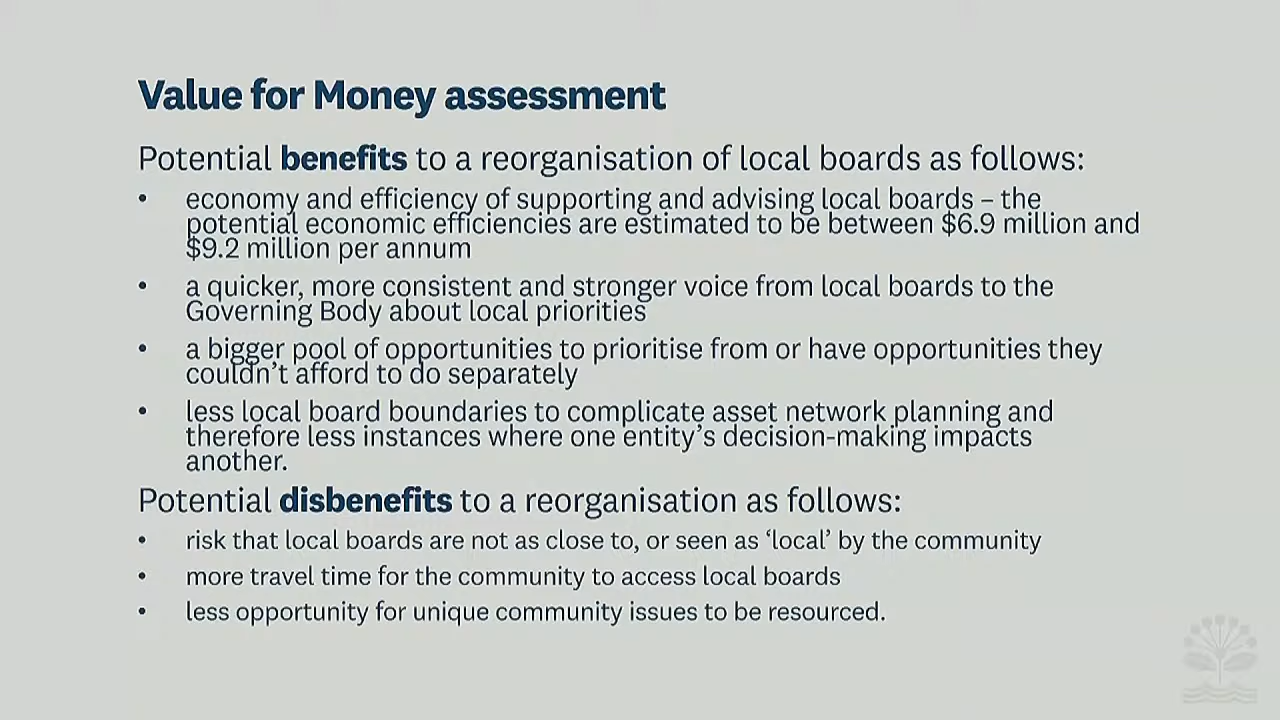 Value for Money assessment
Potential benefits to a reorganisation of local boards as follows:
• economy and efficiency of supporting and advising local boards – the
potential economic efficiencies are estimated to be between $6.9 million and
$9.2 million per annum
• a quicker, more consistent and stronger voice from local boards to the
Governing Body about local priorities
• a bigger pool of opportunities to prioritise from or have opportunities they
couldn’t afford to do separately
• less local board boundaries to complicate asset network planning and
therefore less instances where one entity’s decision-making impacts
another.
Potential disbenefits to a reorganisation as follows:
• risk that local boards are not as close to, or seen as ‘local’ by the community
• more travel time for the community to access local boards
• less opportunity for unique community issues to be resourced.